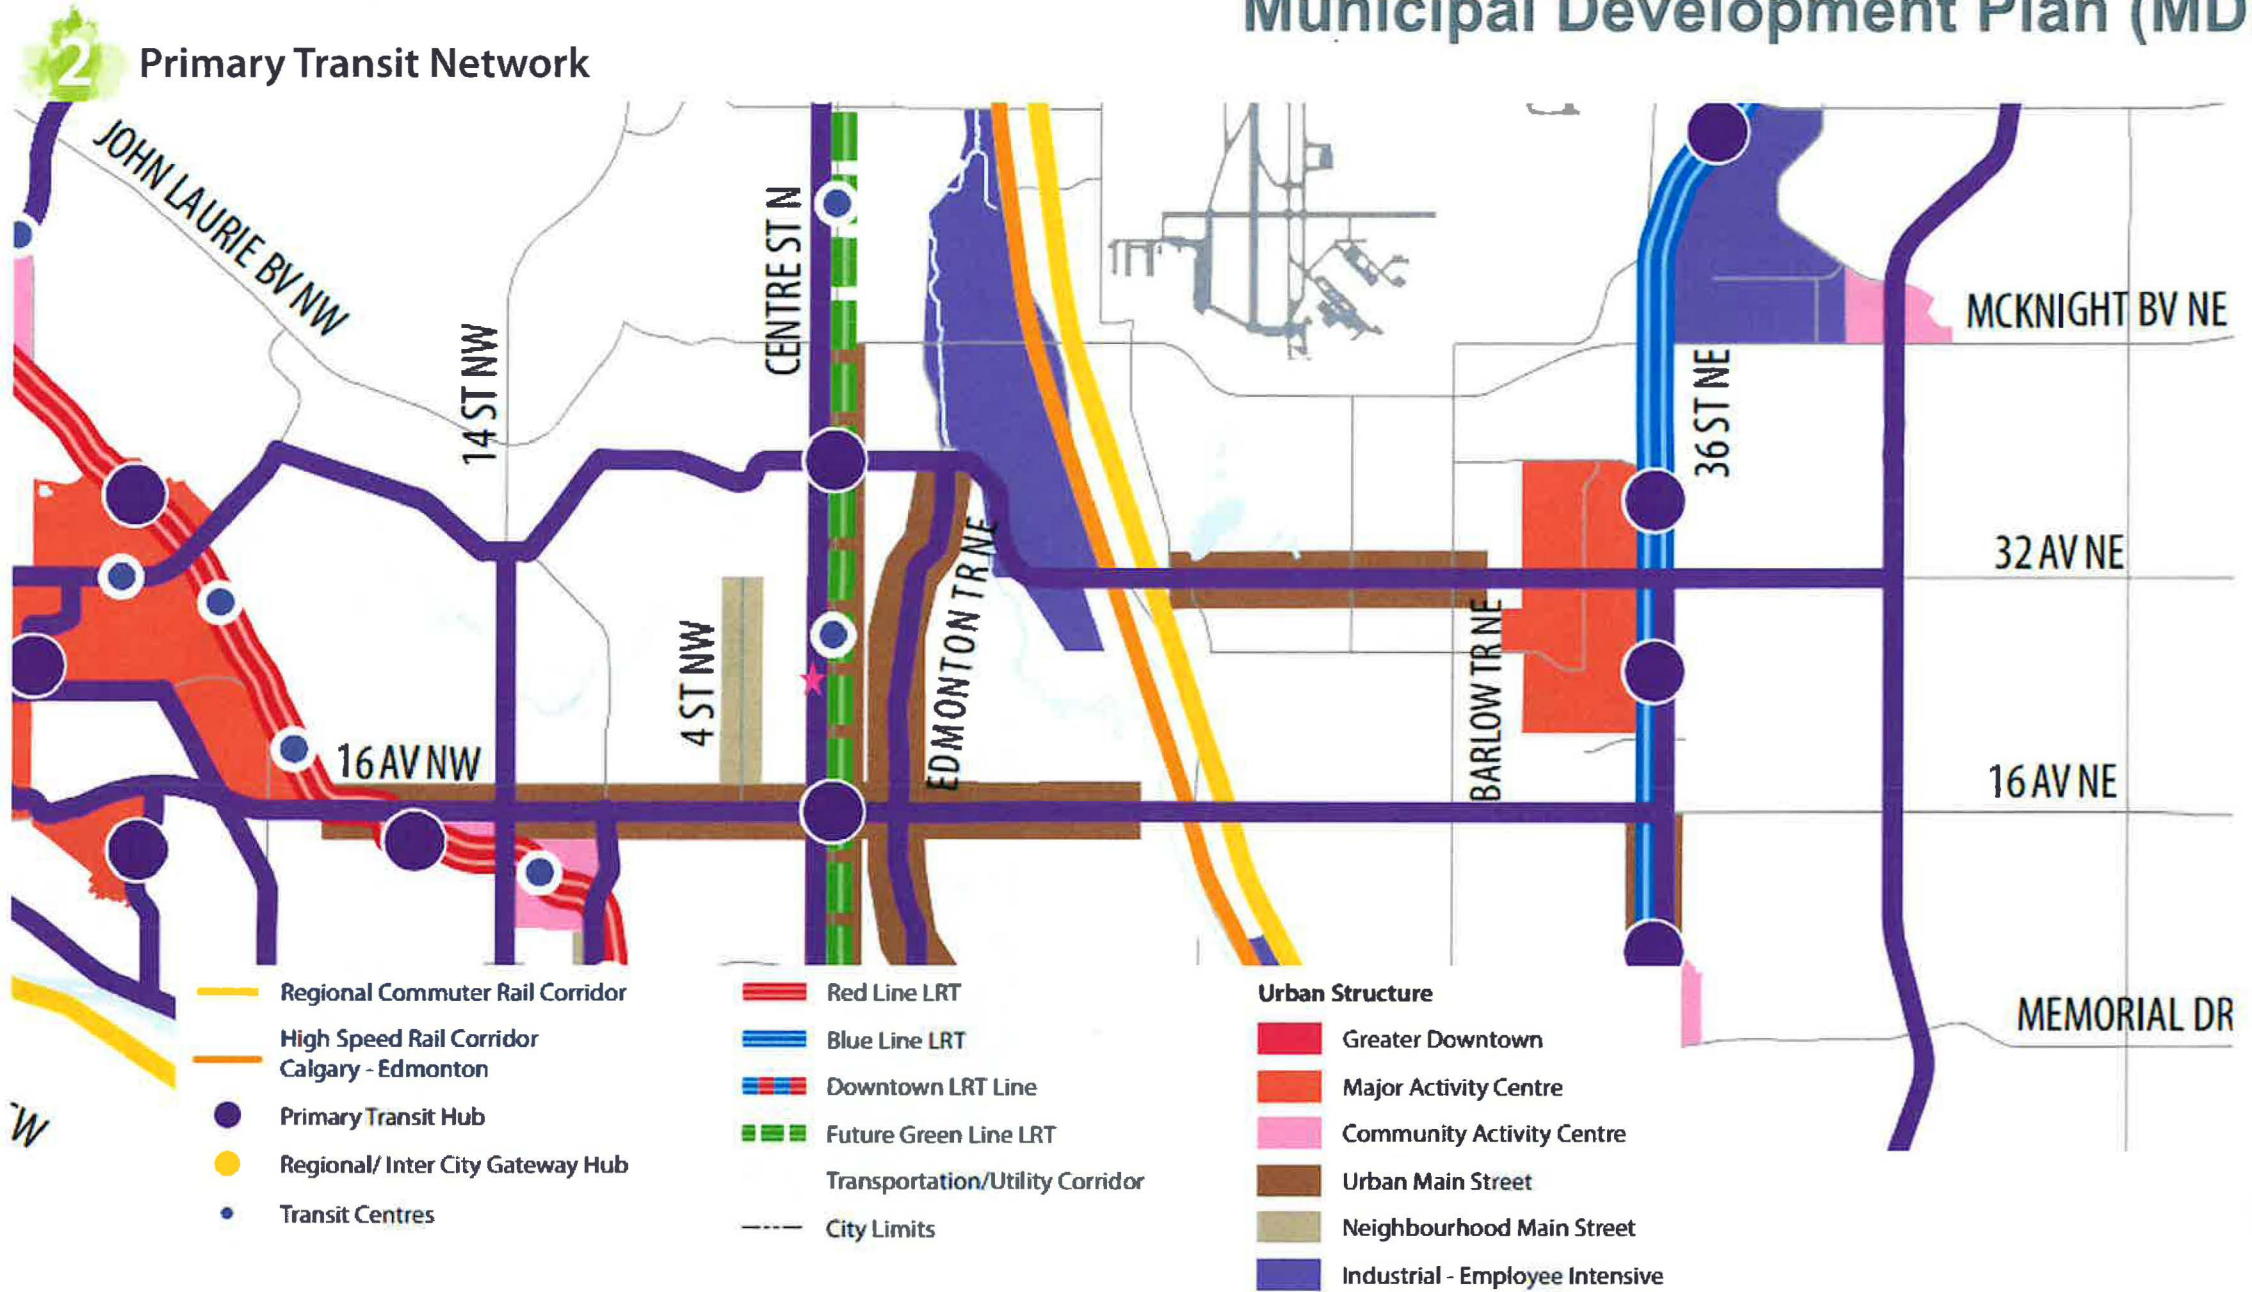 Municipal Development Plan (MD
2
Primary Transit Network
JOHN LAURIE BV NW
14 ST NW
CENTRE ST N
MCKNIGHT BV NE
36 ST NE
32 AV NE
EDMONTON TR NE
4 ST NW
BARLOW TR NE
16 AV NW
16 AV NE
MEMORIAL DR
W
Regional Commuter Rail Corridor
High Speed Rail Corridor
Calgary - Edmonton
Primary Transit Hub
Regional/ Inter City Gateway Hub
Transit Centres
Red Line LRT
Blue Line LRT
Downtown LRT Line
Future Green Line LRT
Transportation/Utility Corridor
City Limits
Urban Structure
Greater Downtown
Major Activity Centre
Community Activity Centre
Urban Main Street
Neighbourhood Main Street
Industrial - Employee Intensive